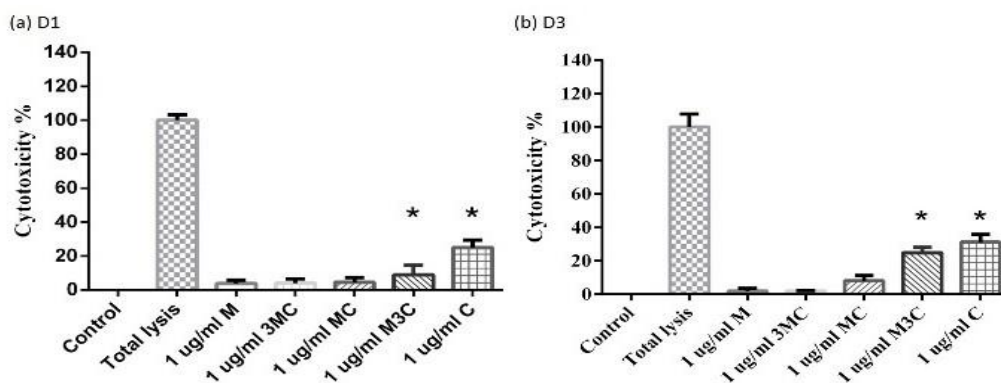 (a) D1
Cytotoxicity %
140
120
100
80
60
40
20
0
*
*
Control
Total lysis
1 ug/ml M
1 ug/ml 3MC
1 ug/ml MC
1 ug/ml M3C
1 ug/ml C
(b) D3
Cytotoxicity %
140
120
100
80
60
40
20
0
*
*
Control
Total lysis
1 ug/ml M
1 ug/ml 3MC
1 ug/ml MC
1 ug/ml M3C
1 ug/ml C